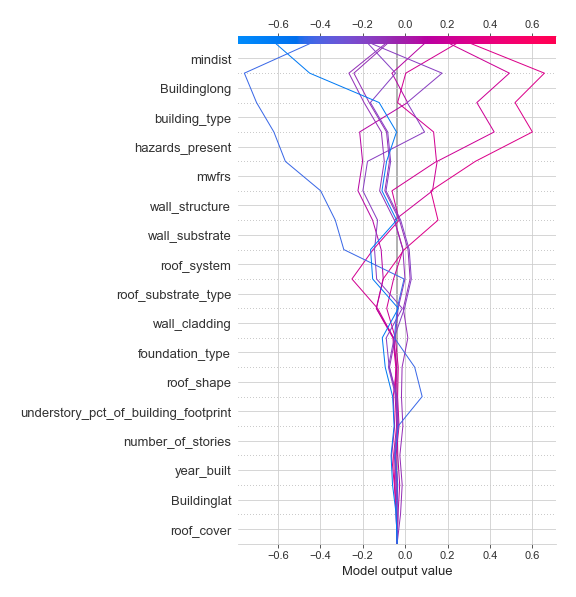 −0.6 −0.4 −0.2 0.0 0.2 0.4 0.6
mindist
Buildinglong
building_type
hazards_present
mwfrs
wall_structure
wall_substrate
roof_system
roof_substrate_type
wall_cladding
foundation_type
roof_shape
understory_pct_of_building_footprint
number_of_stories
year_built
Buildinglat
roof_cover
−0.6 −0.4 −0.2 0.0 0.2 0.4 0.6
Model output value